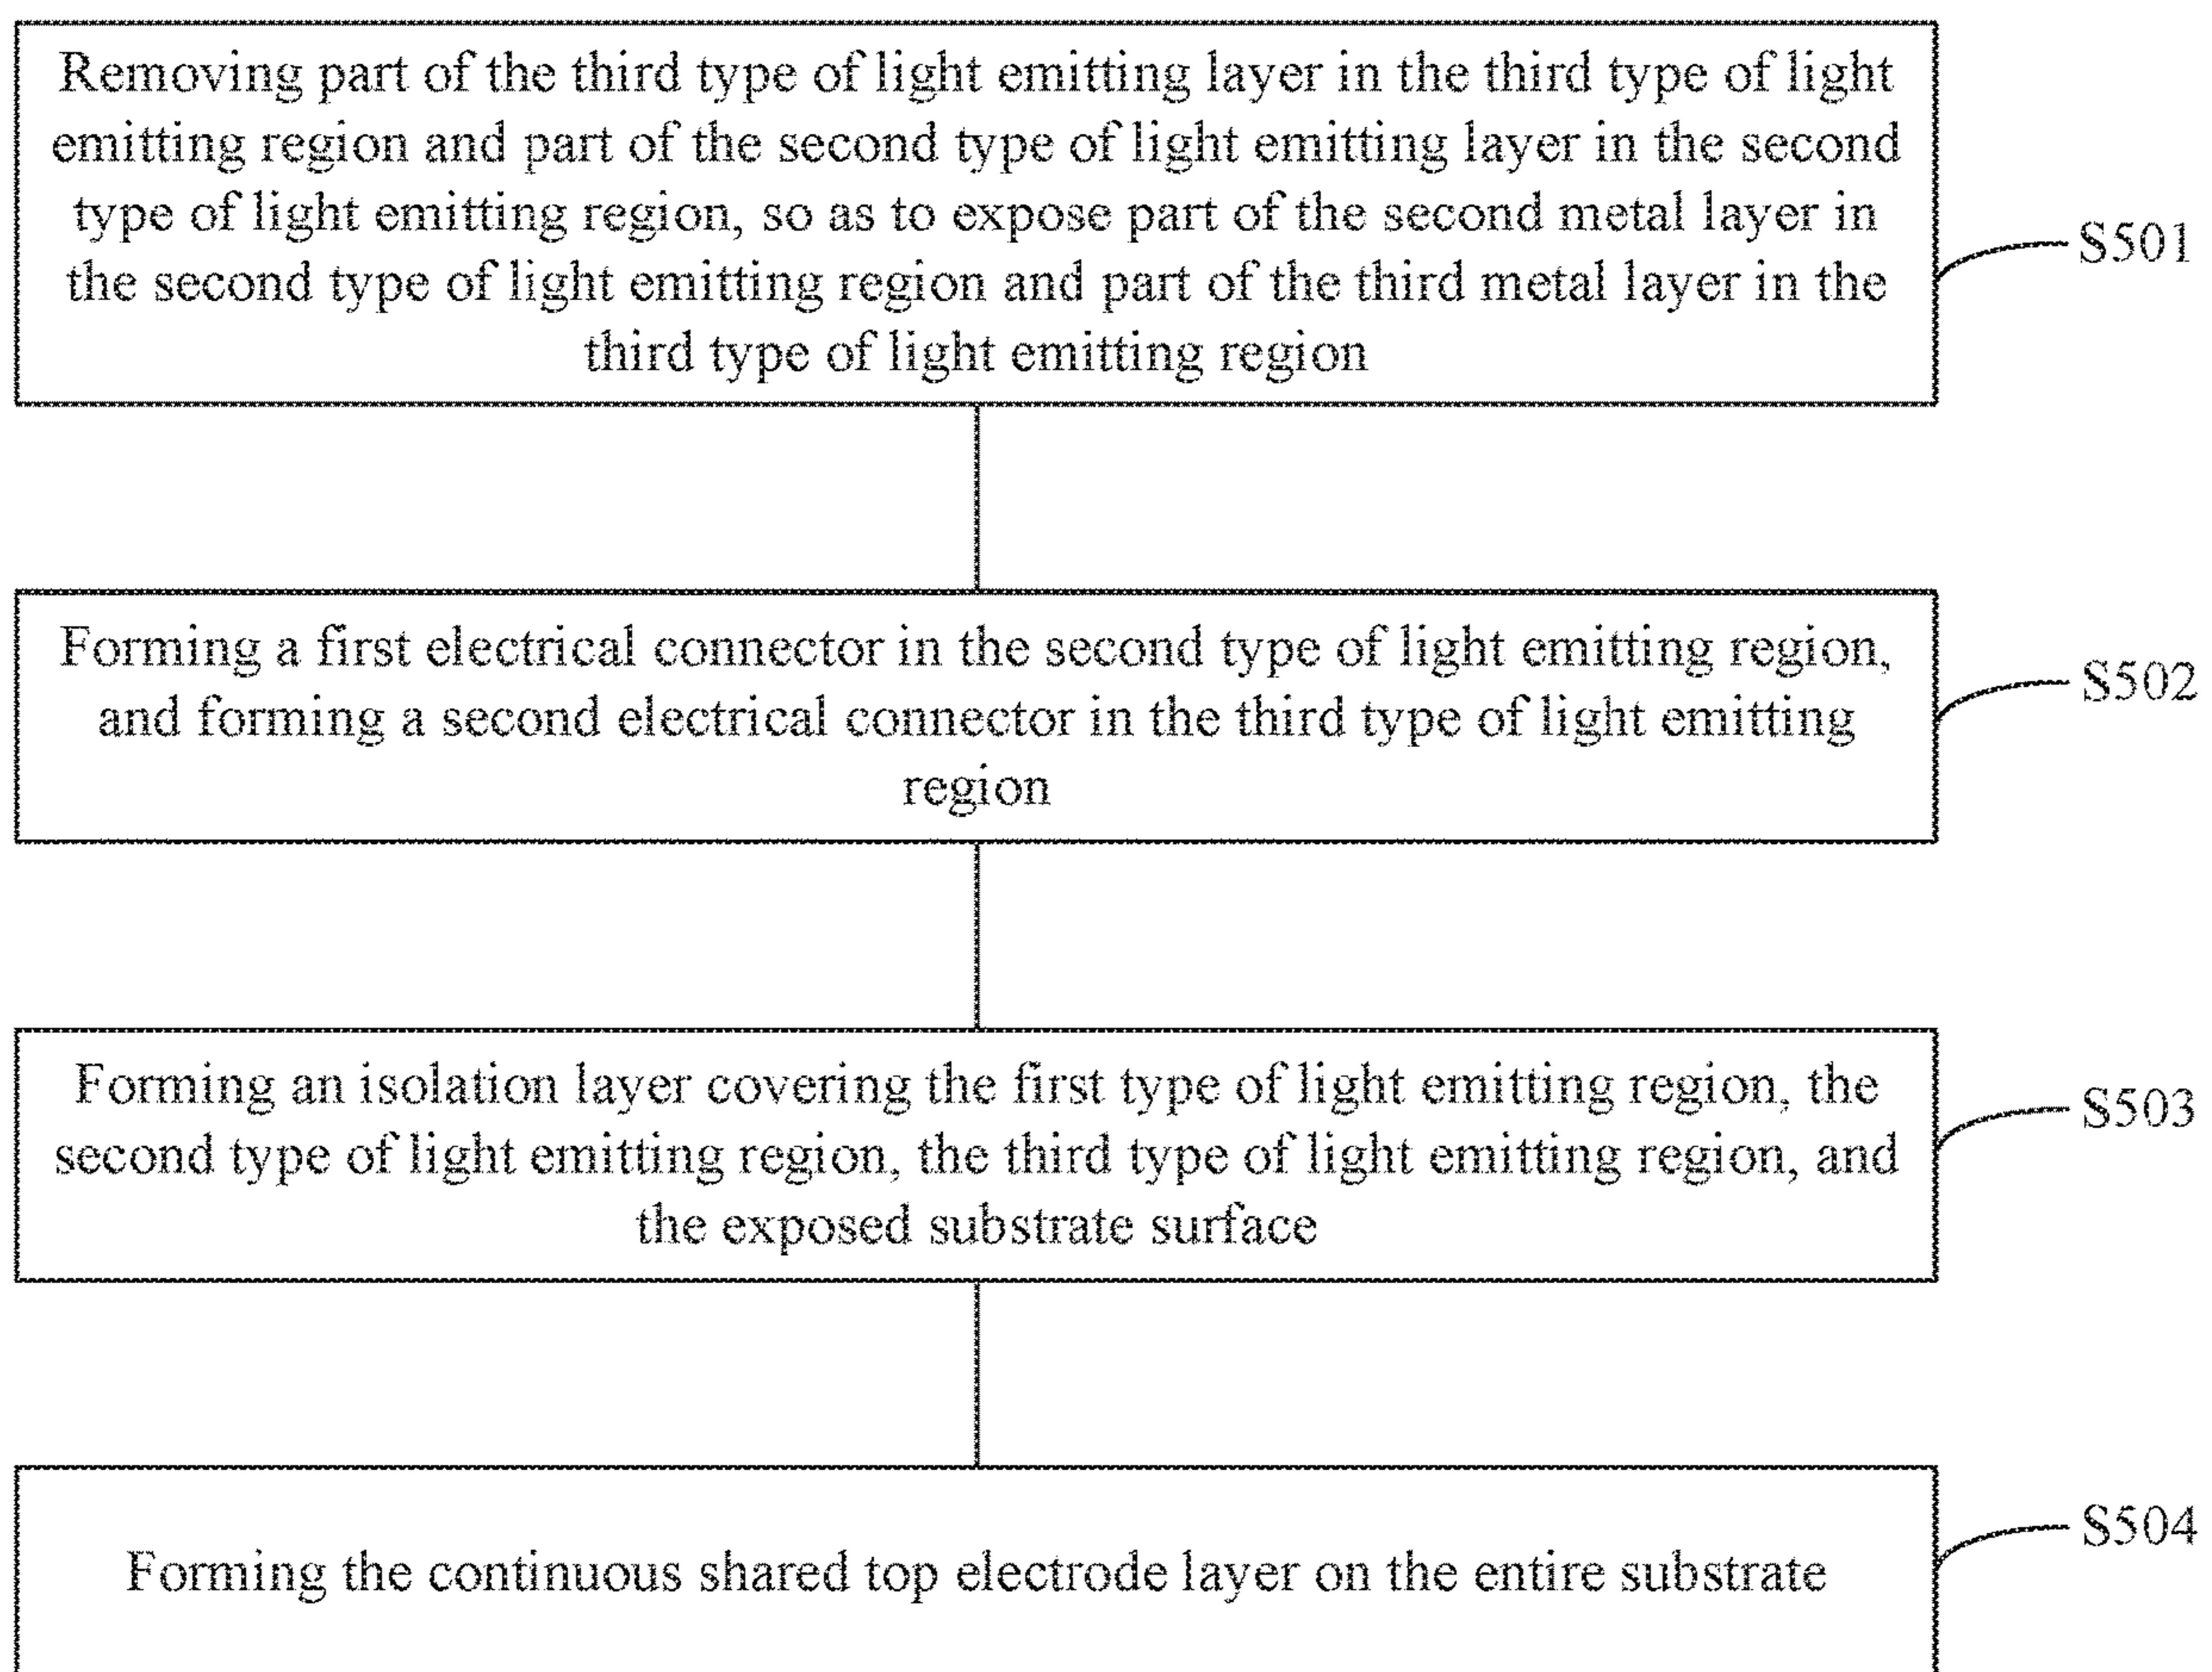 Removing part of the third type of light emitting layer in the third type of light
emitting region and part of the second type of light emitting layer in the second
type of light emitting region, so as to expose part of the second metal layer in
the second type of light emitting region and part of the third metal layer in the
third type of light emitting region
S501
Forming a first electrical connector in the second type of light emitting region,
and forming a second electrical connector in the third type of light emitting
region
S502
Forming an isolation layer covering the first type of light emitting region, the
second type of light emitting region, the third type of light emitting region, and
the exposed substrate surface
S503
Forming the continuous shared top electrode layer on the entire substrate
S504